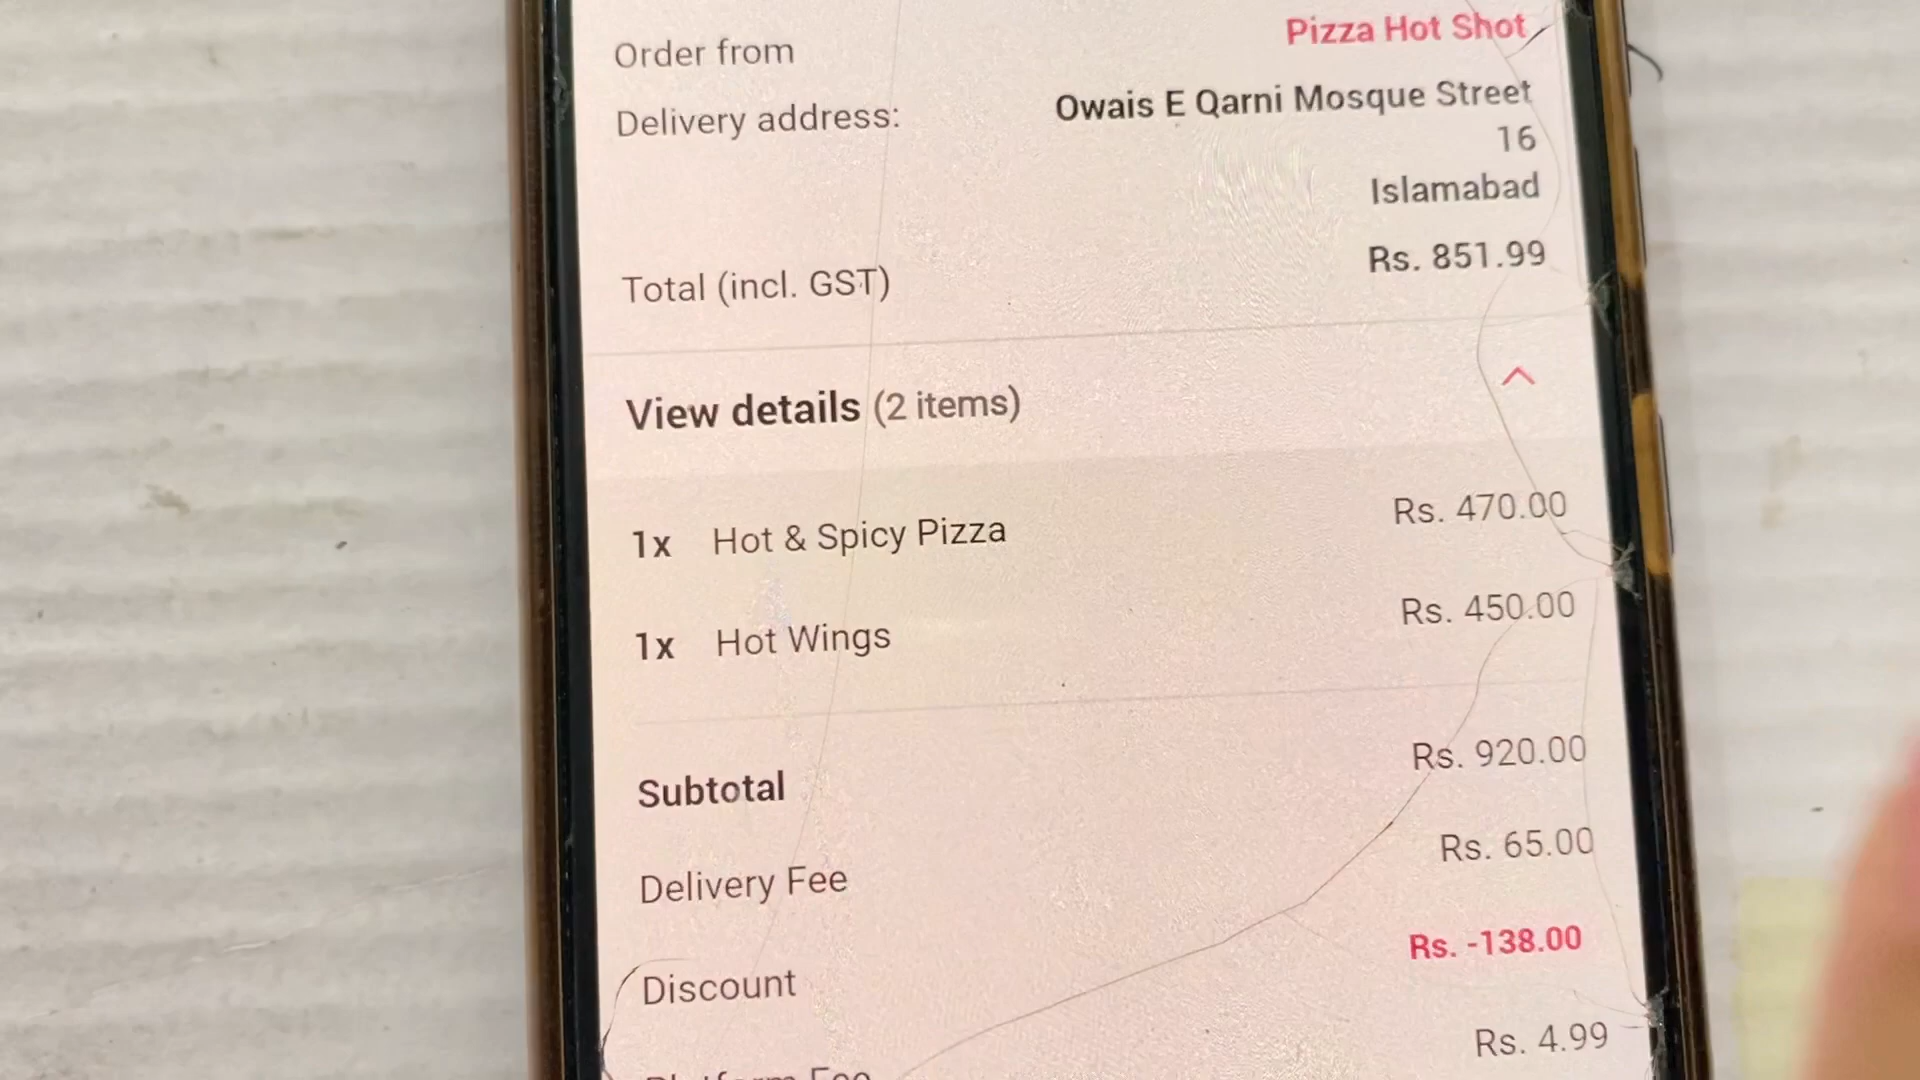 Order from Pizza Hot Shot
Delivery address: Owais E Qarni Mosque Street
16
Islamabad
Total (incl. GST) Rs. 851.99
View details (2 items)
1x Hot & Spicy Pizza Rs. 470.00
1x Hot Wings Rs. 450.00
Subtotal Rs. 920.00
Delivery Fee Rs. 65.00
Discount Rs. -138.00
Platform Fee Rs. 4.99